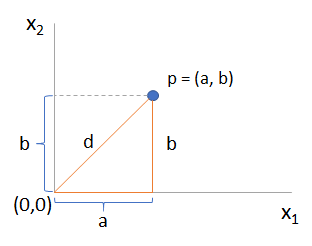 x₂
p = (a, b)
b
d
b
(0,0)
a
x₁